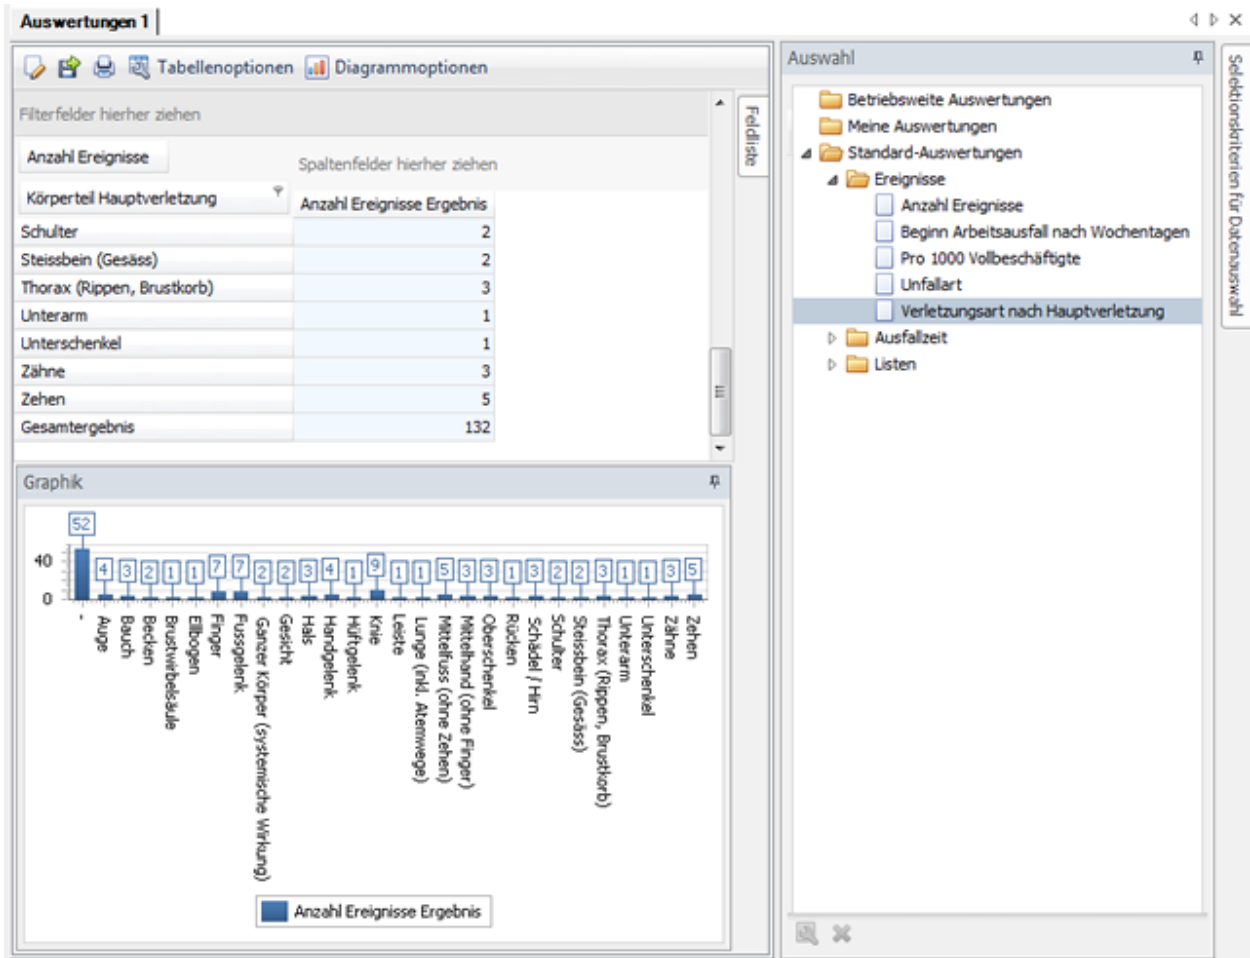 Auswertungen 1
Tabellenoptionen Diagrammoptionen
Filterfelder hierher ziehen
Anzahl Ereignisse
Spaltenfelder hierher ziehen
Körperteil Hauptverletzung
Anzahl Ereignisse Ergebnis
Schulter 2
Steissbein (Gesäss) 2
Thorax (Rippen, Brustkorb) 3
Unterarm 1
Unterschenkel 1
Zähne 3
Zehen 5
Gesamtergebnis 132
Feldliste
Graphik
52
4 3 2 1 1 7 7 2 2 3 4 1 9 1 1 5 3 3 1 3 2 2 3 1 1 3 5
40
0
-
Auge
Bauch
Becken
Brustwirbelsäule
Ellbogen
Finger
Fussgelenk
Ganzer Körper (systemische Wirkung)
Gesicht
Hals
Handgelenk
Hüftgelenk
Knie
Leiste
Lunge (inkl. Atemwege)
Mittelfuss (ohne Zehen)
Mittelhand (ohne Finger)
Oberschenkel
Rücken
Schädel / Hirn
Schulter
Steissbein (Gesäss)
Thorax (Rippen, Brustkorb)
Unterarm
Unterschenkel
Zähne
Zehen
Anzahl Ereignisse Ergebnis
Auswahl
Betriebsweite Auswertungen
Meine Auswertungen
Standard-Auswertungen
Ereignisse
Anzahl Ereignisse
Beginn Arbeitsausfall nach Wochentagen
Pro 1000 Vollbeschäftigte
Unfallart
Verletzungsart nach Hauptverletzung
Ausfallzeit
Listen
Selektionskriterien für Datenauswahl